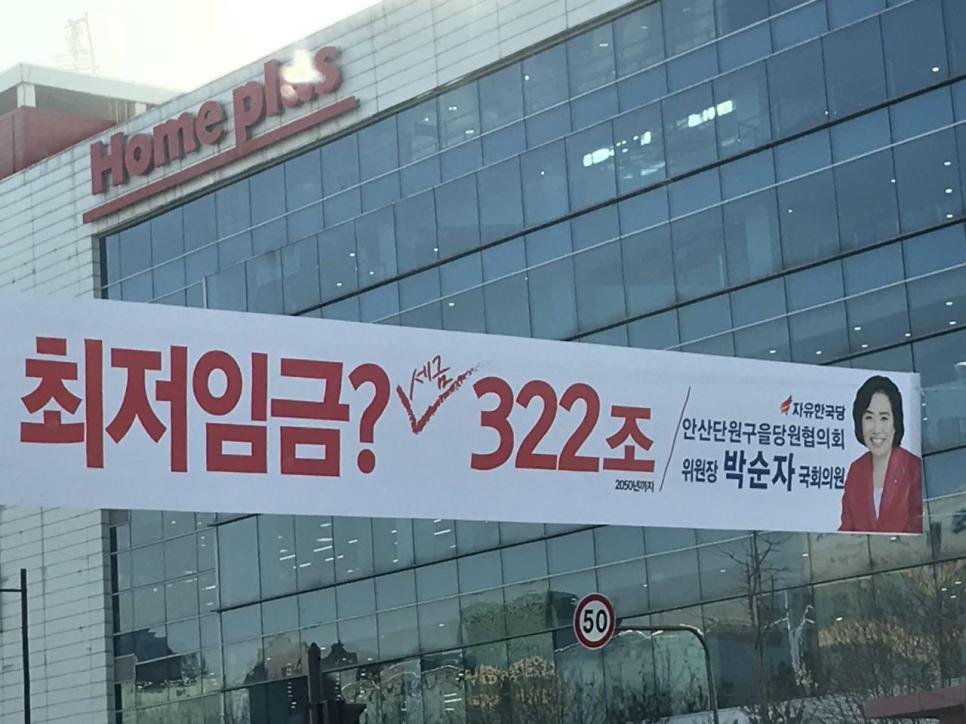 Home plus
최저임금? 세금 322조
2050년까지
자유한국당
안산단원구을당원협의회
위원장 박순자 국회의원
50